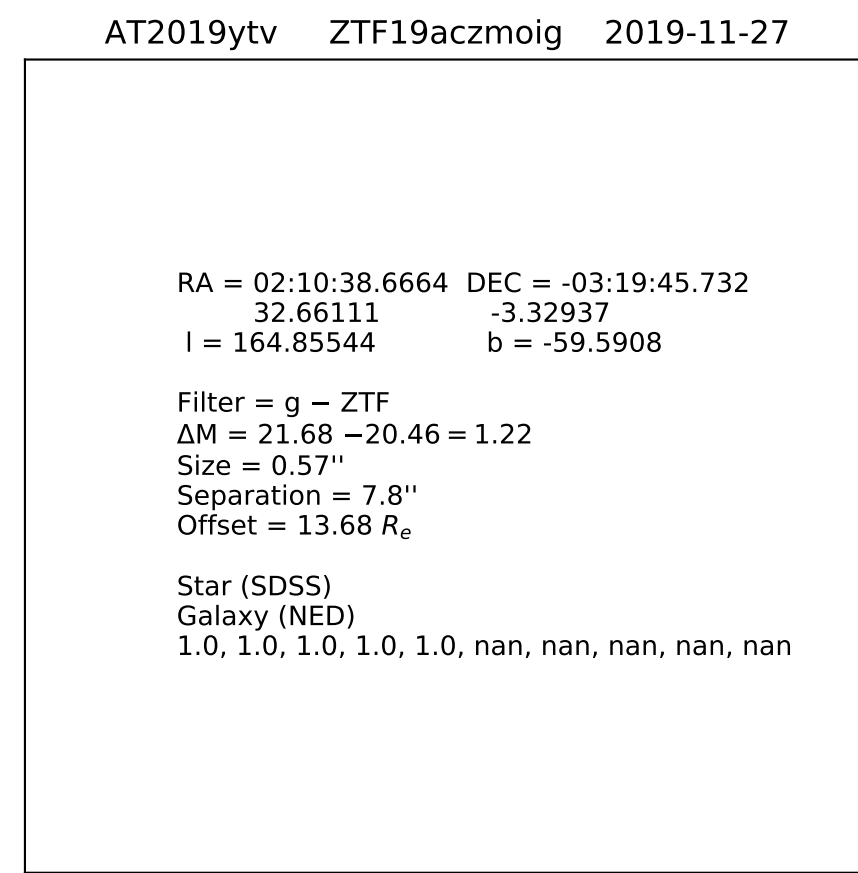 AT2019ytv ZTF19aczmoig 2019-11-27
RA = 02:10:38.6664 DEC = -03:19:45.732
32.66111 -3.32937
l = 164.85544 b = -59.5908
Filter = g − ZTF
ΔM = 21.68 −20.46 = 1.22
Size = 0.57''
Separation = 7.8''
Offset = 13.68 Rₑ
Star (SDSS)
Galaxy (NED)
1.0, 1.0, 1.0, 1.0, 1.0, nan, nan, nan, nan, nan